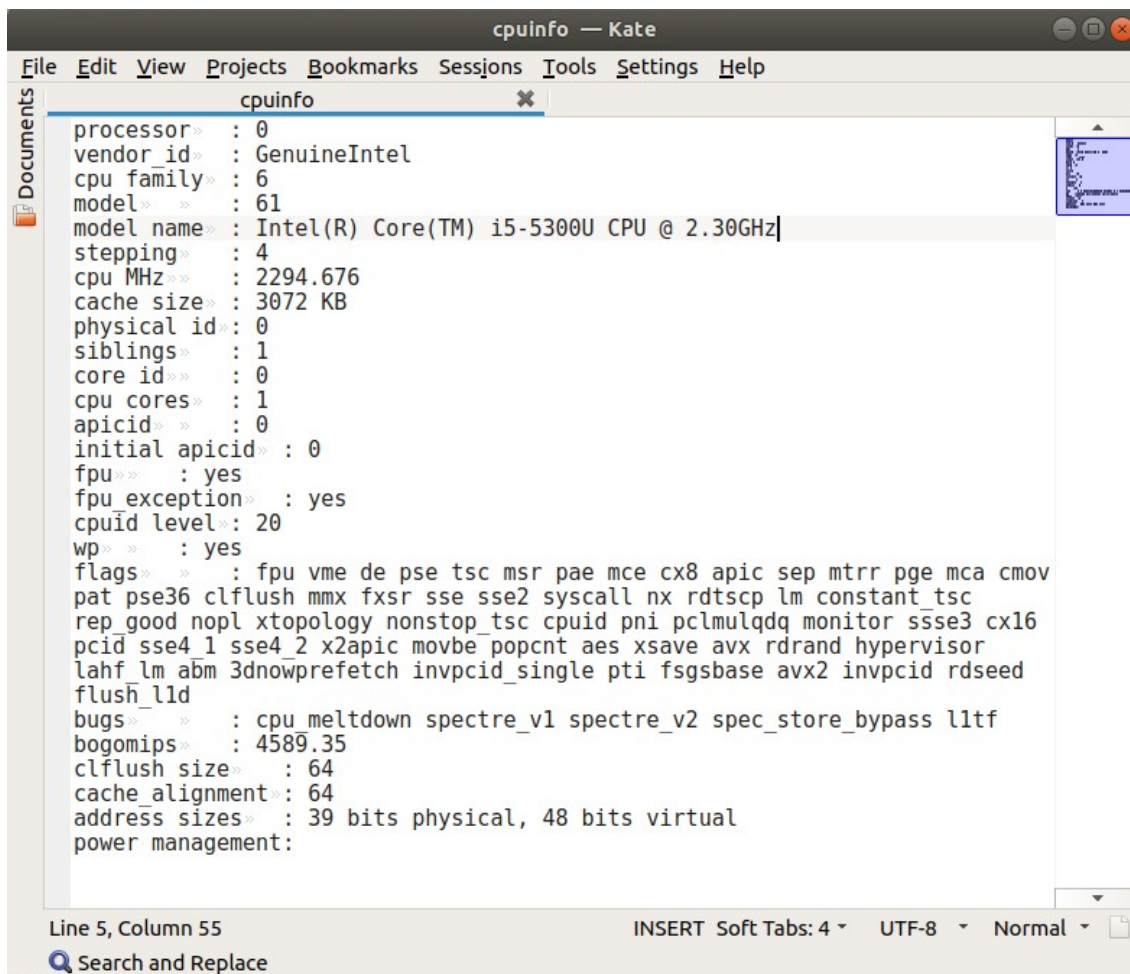 cpuinfo — Kate
File Edit View Projects Bookmarks Sessions Tools Settings Help
Documents
cpuinfo
processor» : 0
vendor_id» : GenuineIntel
cpu family» : 6
model» » : 61
model name» : Intel(R) Core(TM) i5-5300U CPU @ 2.30GHz
stepping» : 4
cpu MHz»» : 2294.676
cache size» : 3072 KB
physical id»: 0
siblings» : 1
core id»» : 0
cpu cores» : 1
apicid» » : 0
initial apicid» : 0
fpu»» : yes
fpu_exception» : yes
cpuid level»: 20
wp» » : yes
flags» » : fpu vme de pse tsc msr pae mce cx8 apic sep mtrr pge mca cmov
pat pse36 clflush mmx fxsr sse sse2 syscall nx rdtscp lm constant_tsc
rep_good nopl xtopology nonstop_tsc cpuid pni pclmulqdq monitor ssse3 cx16
pcid sse4_1 sse4_2 x2apic movbe popcnt aes xsave avx rdrand hypervisor
lahf_lm abm 3dnowprefetch invpcid_single pti fsgsbase avx2 invpcid rdseed
flush_l1d
bugs» » : cpu_meltdown spectre_v1 spectre_v2 spec_store_bypass l1tf
bogomips» : 4589.35
clflush size» : 64
cache_alignment»: 64
address sizes» : 39 bits physical, 48 bits virtual
power management:
Line 5, Column 55 INSERT Soft Tabs: 4 UTF-8 Normal
Search and Replace